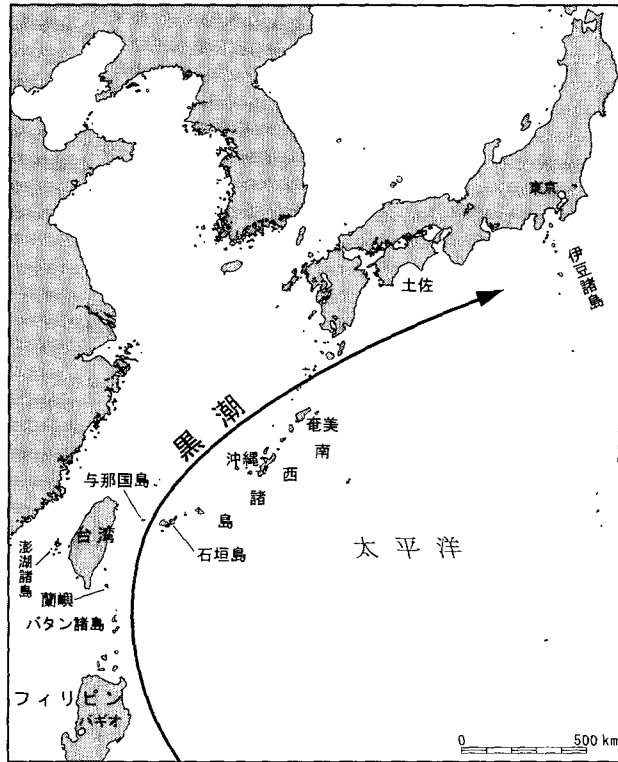 東京
伊豆諸島
土佐
黒潮
奄美
沖縄
南西諸島
与那国島
台湾
石垣島
澎湖諸島
太平洋
蘭嶼
バタン諸島
フィリピン
バギオ
0 500 km